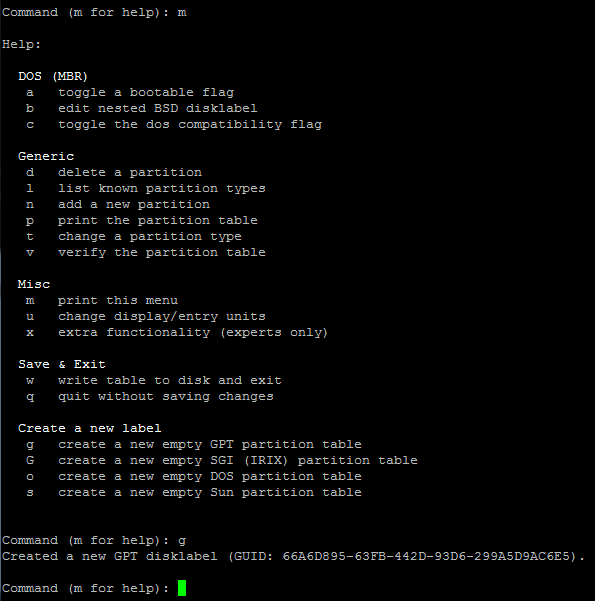 Command (m for help): m
Help:
DOS (MBR)
a toggle a bootable flag
b edit nested BSD disklabel
c toggle the dos compatibility flag
Generic
d delete a partition
l list known partition types
n add a new partition
p print the partition table
t change a partition type
v verify the partition table
Misc
m print this menu
u change display/entry units
x extra functionality (experts only)
Save & Exit
w write table to disk and exit
q quit without saving changes
Create a new label
g create a new empty GPT partition table
G create a new empty SGI (IRIX) partition table
o create a new empty DOS partition table
s create a new empty Sun partition table
Command (m for help): g
Created a new GPT disklabel (GUID: 66A6D895-63FB-442D-93D6-299A5D9AC6E5).
Command (m for help):